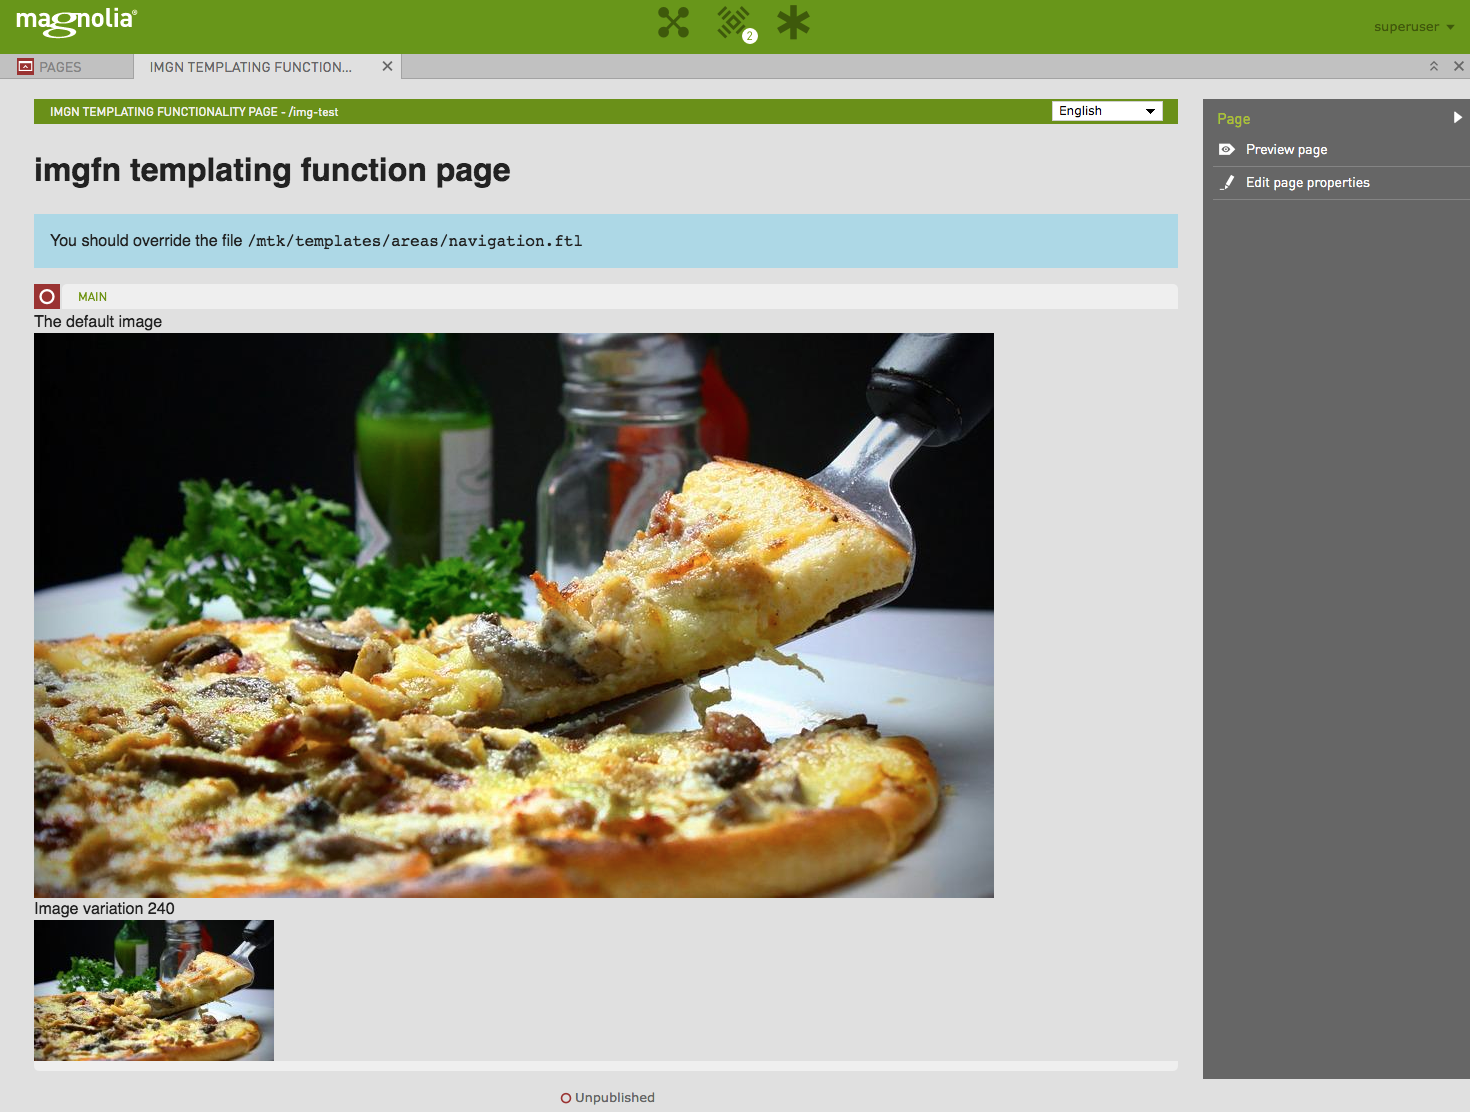 magnolia®
2
superuser
PAGES
IMGN TEMPLATING FUNCTION...
IMGN TEMPLATING FUNCTIONALITY PAGE - /img-test
English
Page
Preview page
Edit page properties
imgfn templating function page
You should override the file /mtk/templates/areas/navigation.ftl
MAIN
The default image
Image variation 240
Unpublished